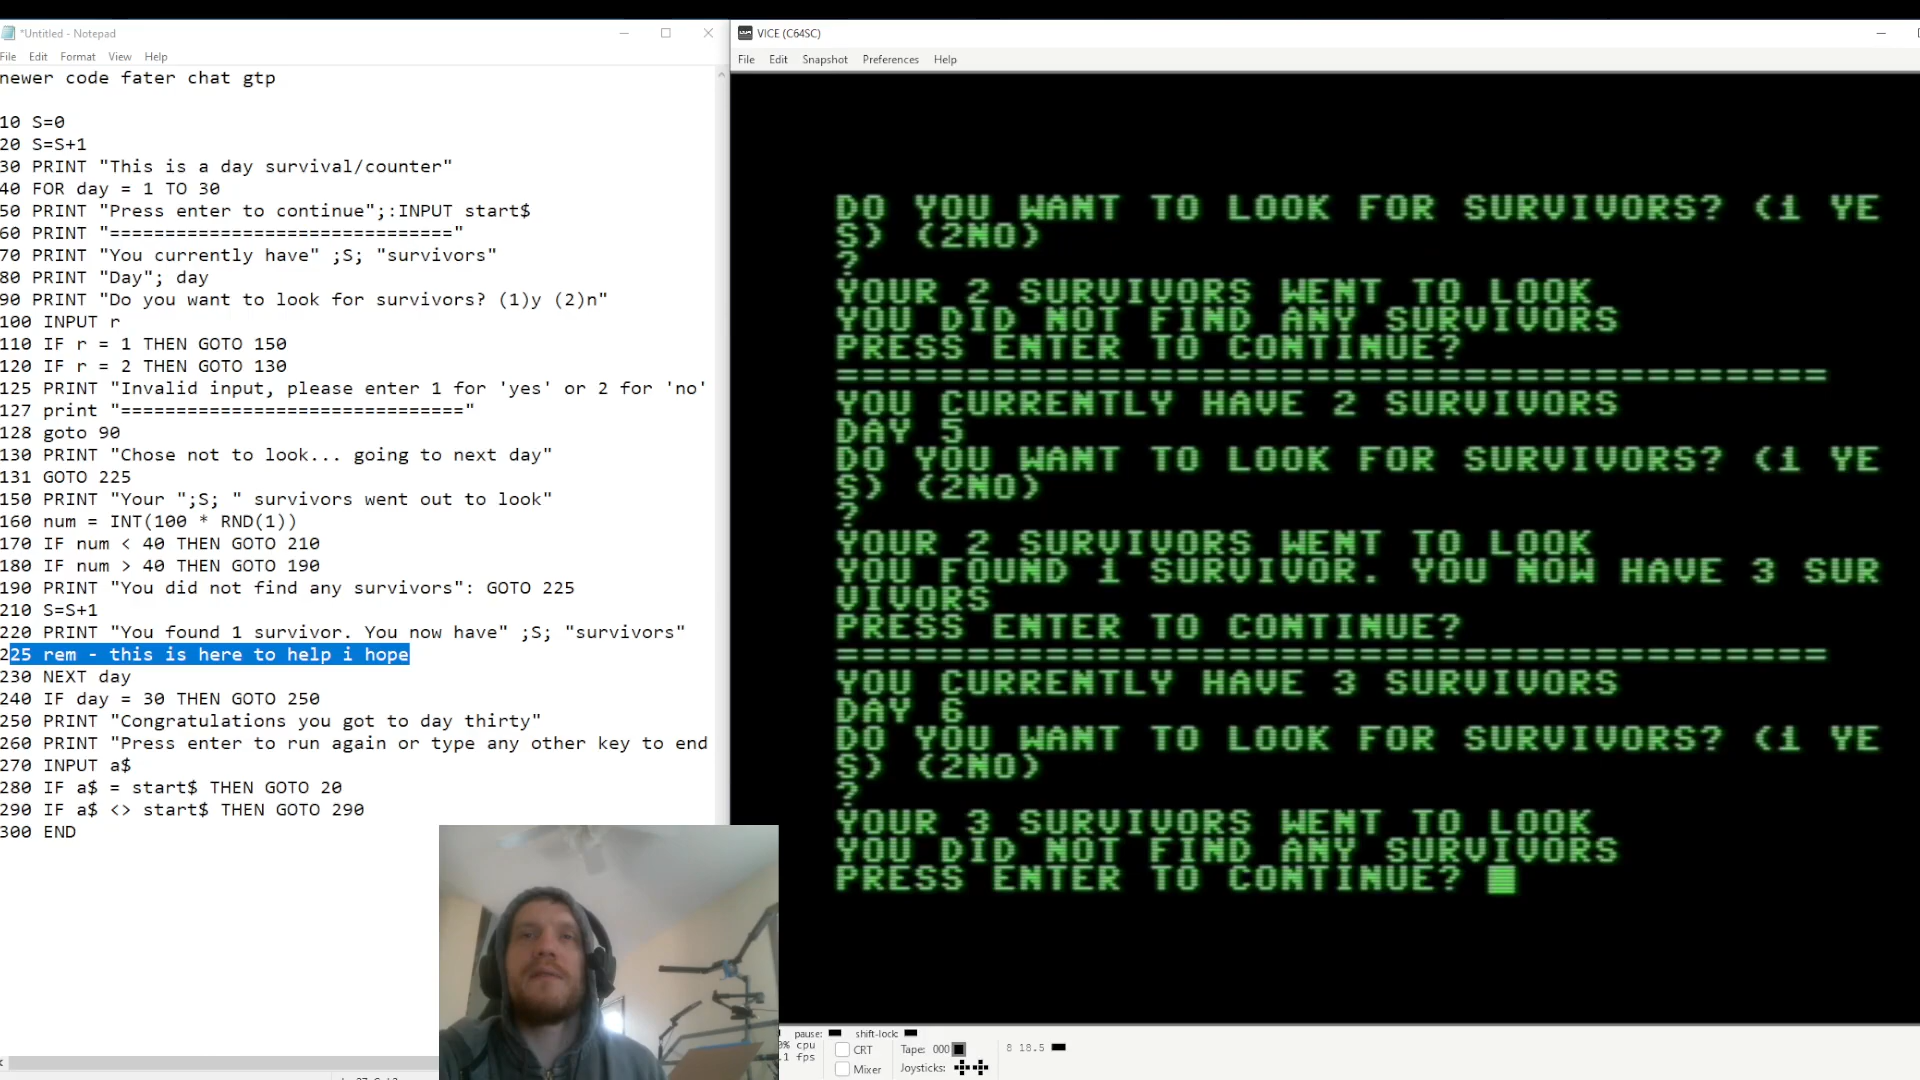 *Untitled - Notepad
File Edit Format View Help
newer code fater chat gtp
10 S=0
20 S=S+1
30 PRINT "This is a day survival/counter"
40 FOR day = 1 TO 30
50 PRINT "Press enter to continue";:INPUT start$
60 PRINT "==============================="
70 PRINT "You currently have" ;S; "survivors"
80 PRINT "Day"; day
90 PRINT "Do you want to look for survivors? (1)y (2)n"
100 INPUT r
110 IF r = 1 THEN GOTO 150
120 IF r = 2 THEN GOTO 130
125 PRINT "Invalid input, please enter 1 for 'yes' or 2 for 'no'
127 print "==============================="
128 goto 90
130 PRINT "Chose not to look... going to next day"
131 GOTO 225
150 PRINT "Your ";S; " survivors went out to look"
160 num = INT(100 * RND(1))
170 IF num < 40 THEN GOTO 210
180 IF num > 40 THEN GOTO 190
190 PRINT "You did not find any survivors": GOTO 225
210 S=S+1
220 PRINT "You found 1 survivor. You now have" ;S; "survivors"
225 rem - this is here to help i hope
230 NEXT day
240 IF day = 30 THEN GOTO 250
250 PRINT "Congratulations you got to day thirty"
260 PRINT "Press enter to run again or type any other key to end
270 INPUT a$
280 IF a$ = start$ THEN GOTO 20
290 IF a$ <> start$ THEN GOTO 290
300 END
VICE (C64SC)
File Edit Snapshot Preferences Help
DO YOU WANT TO LOOK FOR SURVIVORS? (1 YE
S) (2NO)
?
YOUR 2 SURVIVORS WENT TO LOOK
YOU DID NOT FIND ANY SURVIVORS
PRESS ENTER TO CONTINUE?
======================================
YOU CURRENTLY HAVE 2 SURVIVORS
DAY 5
DO YOU WANT TO LOOK FOR SURVIVORS? (1 YE
S) (2NO)
?
YOUR 2 SURVIVORS WENT TO LOOK
YOU FOUND 1 SURVIVOR. YOU NOW HAVE 3 SUR
VIVORS
PRESS ENTER TO CONTINUE?
======================================
YOU CURRENTLY HAVE 3 SURVIVORS
DAY 6
DO YOU WANT TO LOOK FOR SURVIVORS? (1 YE
S) (2NO)
?
YOUR 3 SURVIVORS WENT TO LOOK
YOU DID NOT FIND ANY SURVIVORS
PRESS ENTER TO CONTINUE?
pause: shift-lock:
% cpu
fps
CRT
Mixer
Tape: 000
Joysticks:
8 18.5